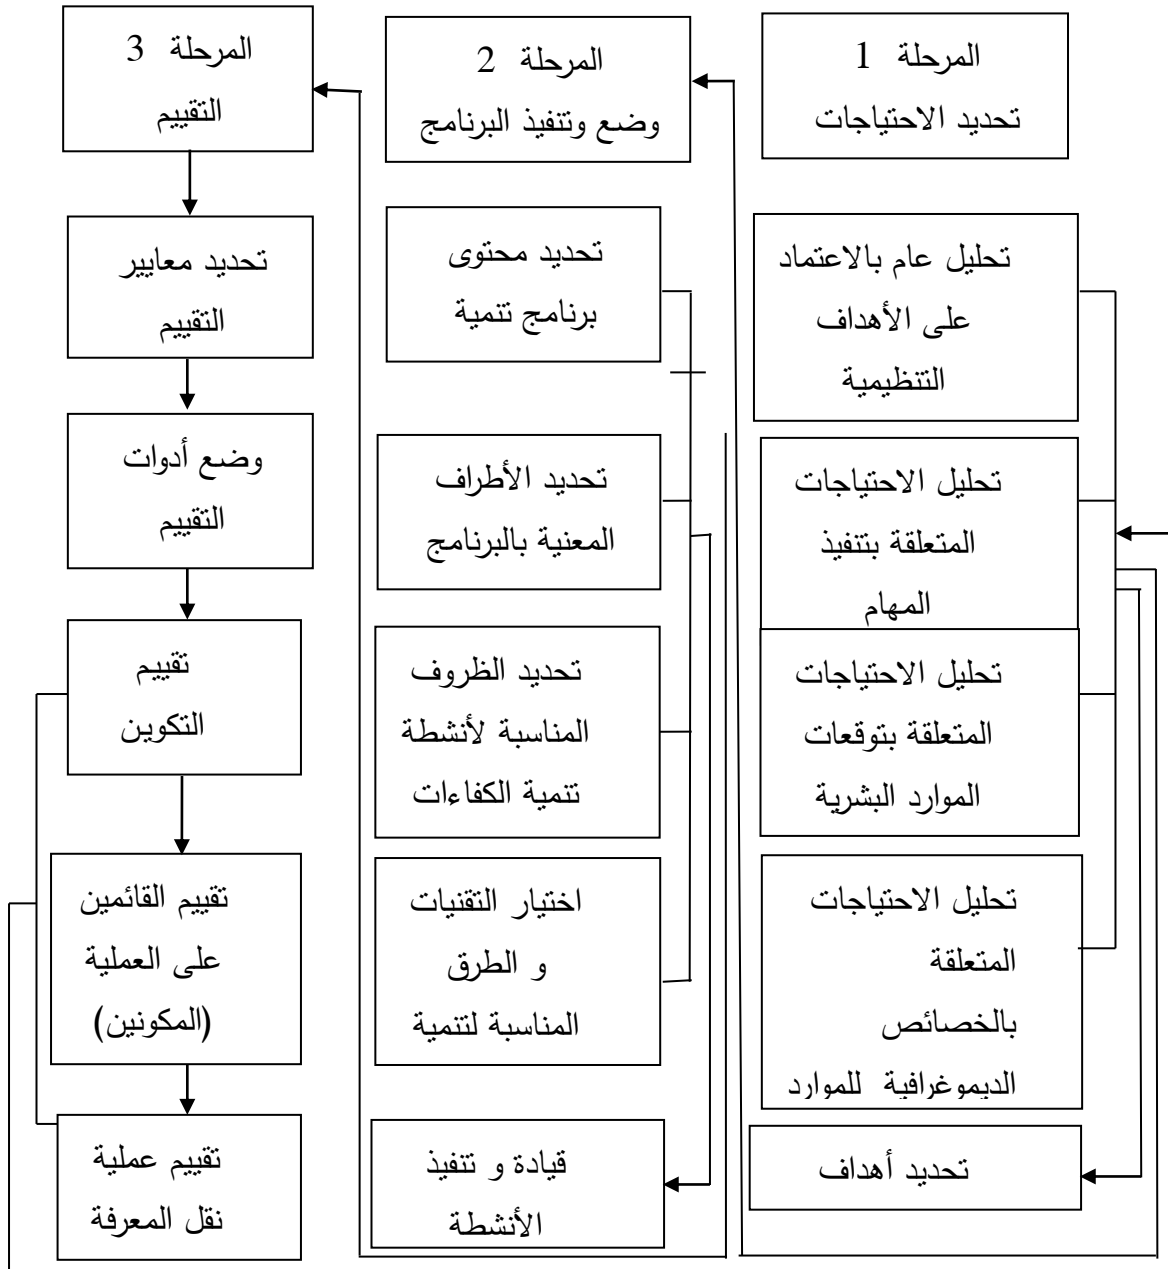 المرحلة 1
تحديد الاحتياجات
تحليل عام بالاعتماد
على الأهداف
التنظيمية
تحليل الاحتياجات
المتعلقة بتنفيذ
المهام
تحليل الاحتياجات
المتعلقة بتوقعات
الموارد البشرية
تحليل الاحتياجات
المتعلقة
بالخصائص
الديموغرافية للموارد
تحديد أهداف
المرحلة 2
وضع وتنفيذ البرنامج
تحديد محتوى
برنامج تنمية
تحديد الأطراف
المعنية بالبرنامج
تحديد الظروف
المناسبة لأنشطة
تنمية الكفاءات
اختيار التقنيات
و الطرق
المناسبة لتنمية
قيادة و تنفيذ
الأنشطة
المرحلة 3
التقييم
تحديد معايير
التقييم
وضع أدوات
التقييم
تقييم
التكوين
تقييم القائمين
على العملية
(المكونين)
تقييم عملية
نقل المعرفة